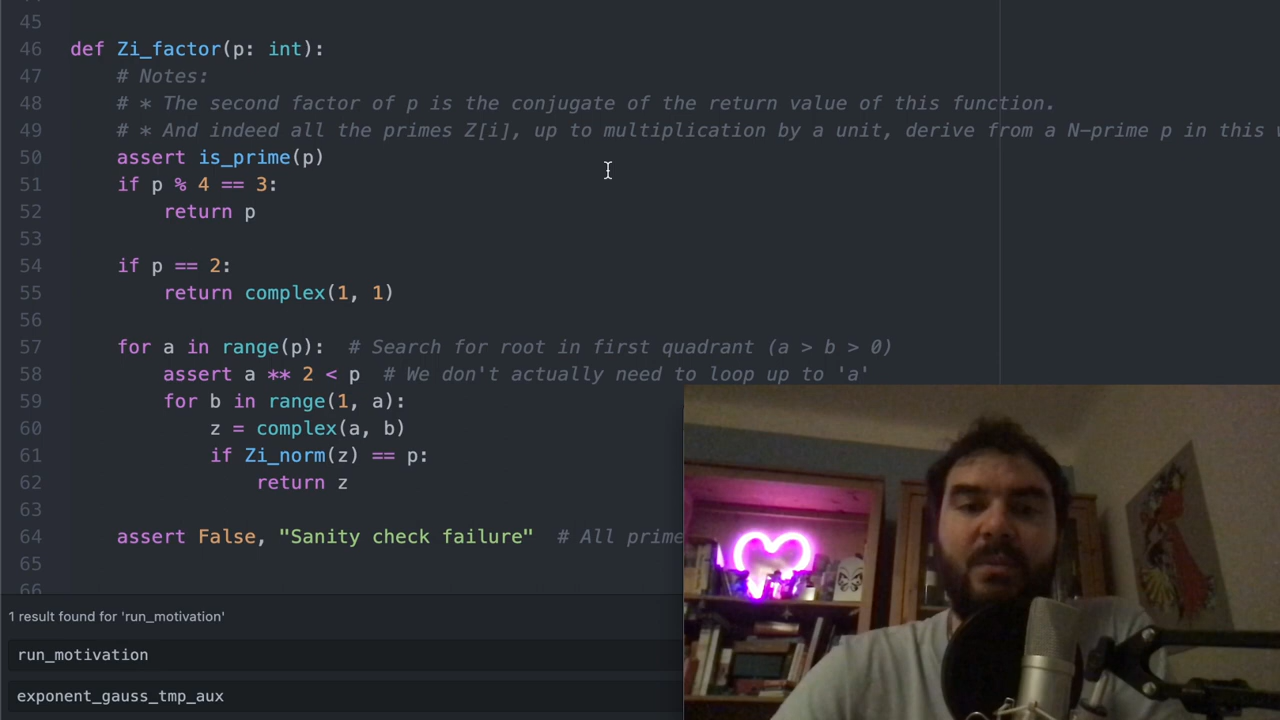 45
46 def Zi_factor(p: int):
47 # Notes:
48 # * The second factor of p is the conjugate of the return value of this function.
49 # * And indeed all the primes Z[i], up to multiplication by a unit, derive from a N-prime p in this
50 assert is_prime(p)
51 if p % 4 == 3:
52 return p
53
54 if p == 2:
55 return complex(1, 1)
56
57 for a in range(p):  # Search for root in first quadrant (a > b > 0)
58 assert a ** 2 < p  # We don't actually need to loop up to 'a'
59 for b in range(1, a):
60 z = complex(a, b)
61 if Zi_norm(z) == p:
62 return z
63
64 assert False, "Sanity check failure"  # All prime
65
66
1 result found for 'run_motivation'
run_motivation
exponent_gauss_tmp_aux